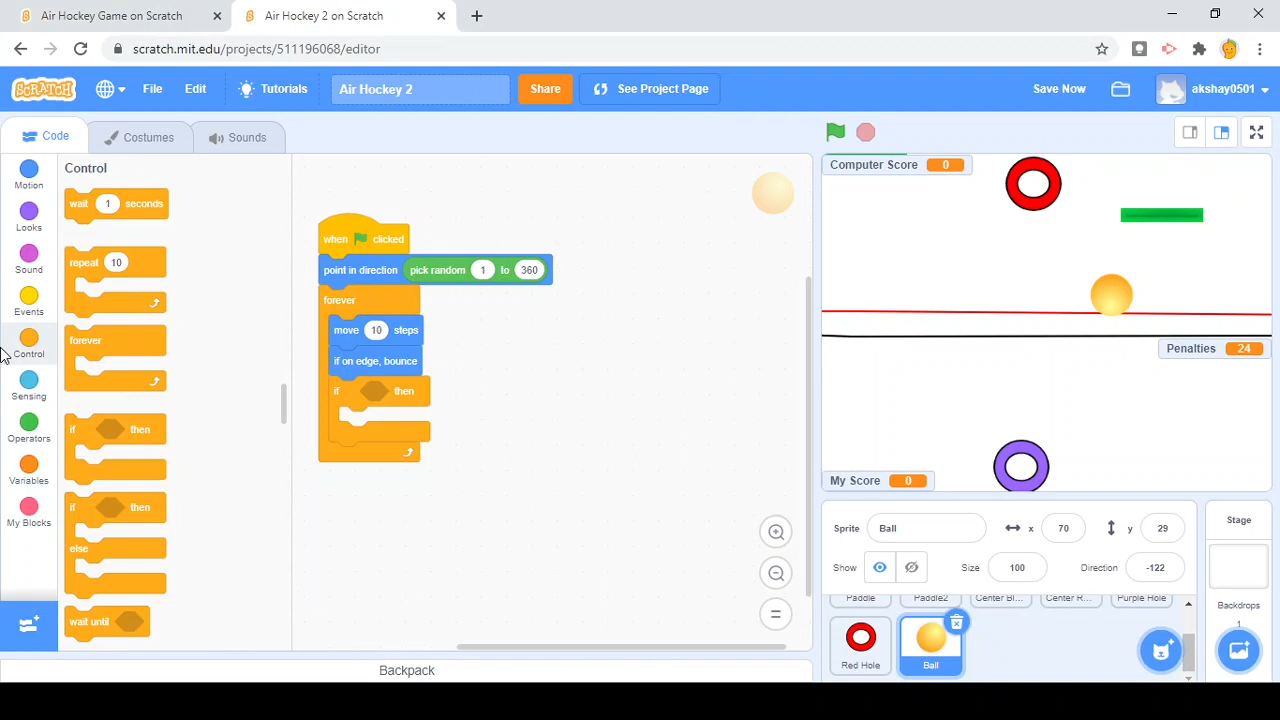 Air Hockey Game on Scratch
Air Hockey 2 on Scratch
scratch.mit.edu/projects/511196068/editor
SCRATCH
File
Edit
Tutorials
Air Hockey 2
Share
See Project Page
Save Now
akshay0501
Code
Costumes
Sounds
Motion
Looks
Sound
Events
Control
Sensing
Operators
Variables
My Blocks
Control
wait 1 seconds
repeat 10
forever
if then
if then
else
wait until
when clicked
point in direction pick random 1 to 360
forever
move 10 steps
if on edge, bounce
if then
Computer Score 0
Penalties 24
My Score 0
Sprite Ball x 70 y 29
Show Size 100 Direction -122
Paddle Paddle2 Center Bl... Center R... Purple Hole
Red Hole
Ball
Stage
Backdrops
1
Backpack